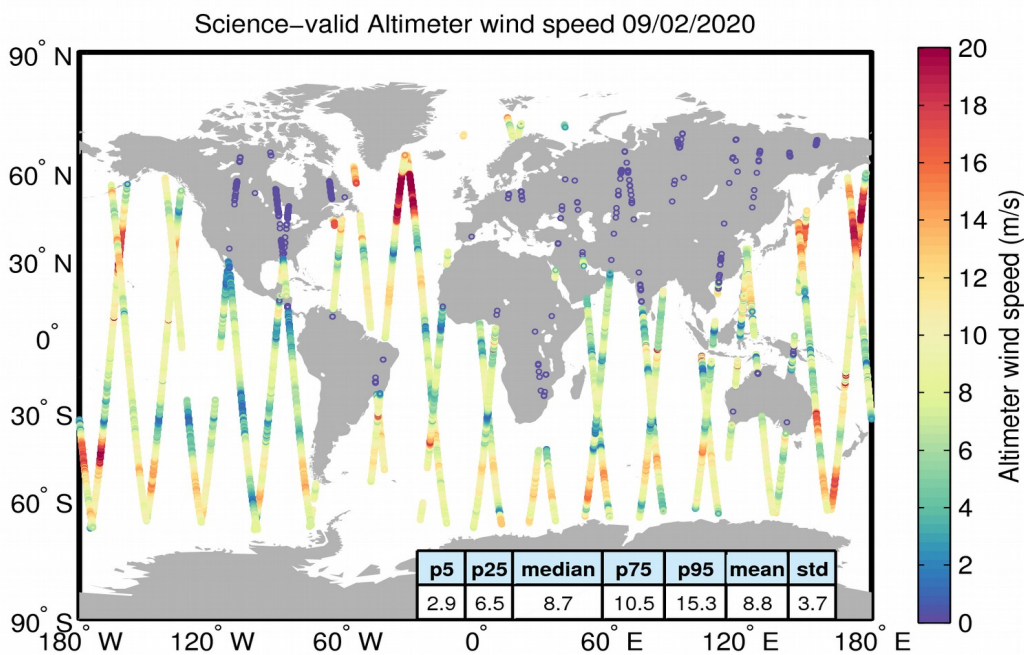 Science−valid Altimeter wind speed 09/02/2020
90° N
60° N
30° N
0°
30° S
60° S
90° S
180° W
120° W
60° W
0°
60° E
120° E
180° E
p5 p25 median p75 p95 mean std
2.9 6.5 8.7 10.5 15.3 8.8 3.7
20
18
16
14
12
10
8
6
4
2
0
Altimeter wind speed (m/s)